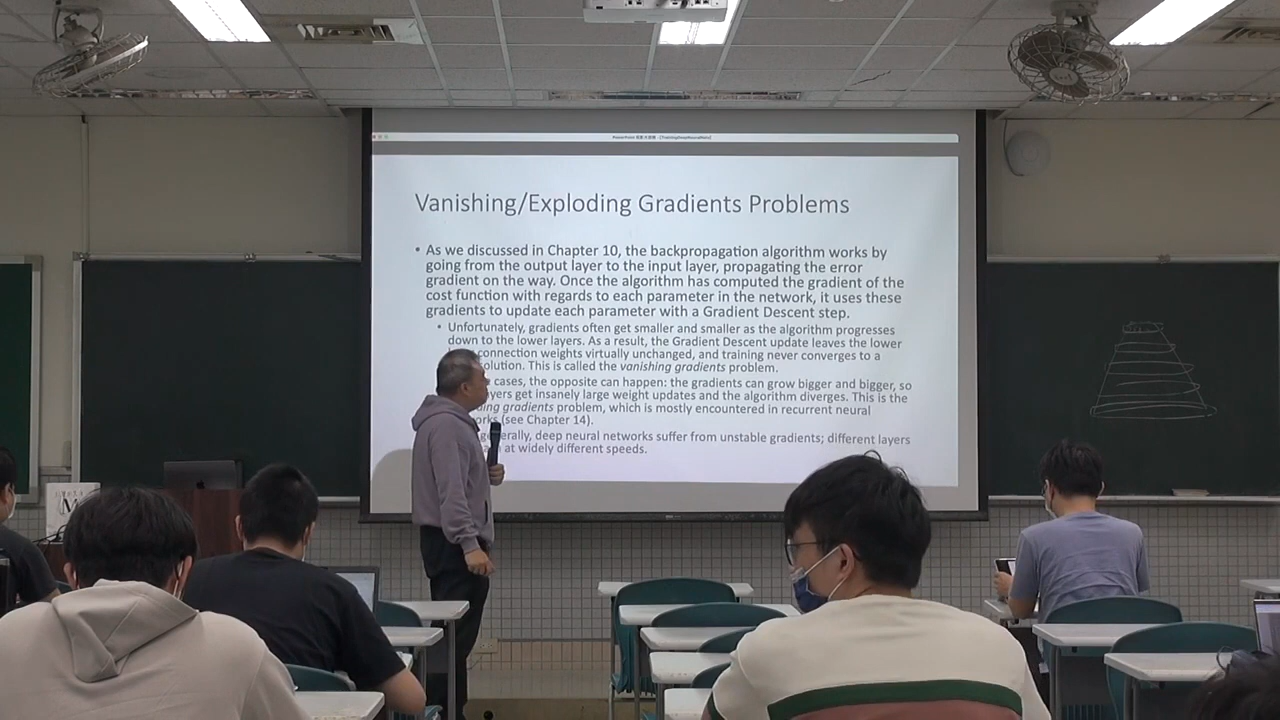 Vanishing/Exploding Gradients Problems
• As we discussed in Chapter 10, the backpropagation algorithm works by
going from the output layer to the input layer, propagating the error
gradient on the way. Once the algorithm has computed the gradient of the
cost function with regards to each parameter in the network, it uses these
gradients to update each parameter with a Gradient Descent step.
• Unfortunately, gradients often get smaller and smaller as the algorithm progresses
down to the lower layers. As a result, the Gradient Descent update leaves the lower
connection weights virtually unchanged, and training never converges to a
olution. This is called the vanishing gradients problem.
cases, the opposite can happen: the gradients can grow bigger and bigger, so
ayers get insanely large weight updates and the algorithm diverges. This is the
ding gradients problem, which is mostly encountered in recurrent neural
orks (see Chapter 14).
generally, deep neural networks suffer from unstable gradients; different layers
at widely different speeds.
M